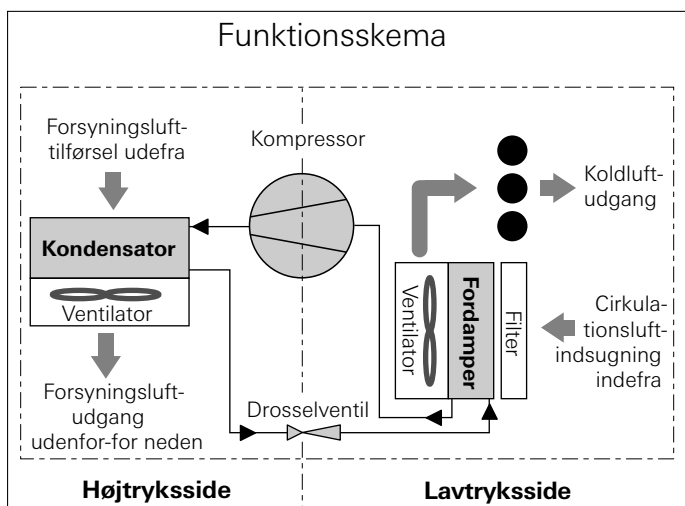 Funktionsskema
Forsyningsluft-
tilførsel udefra
Kompressor
Koldluft-
udgang
Kondensator
Ventilator
Ventilator
Fordamper
Filter
Cirkula-
tionsluft-
indsugning
indefra
Forsyningsluft-
udgang
udenfor-for neden
Drosselventil
Højtryksside
Lavtryksside